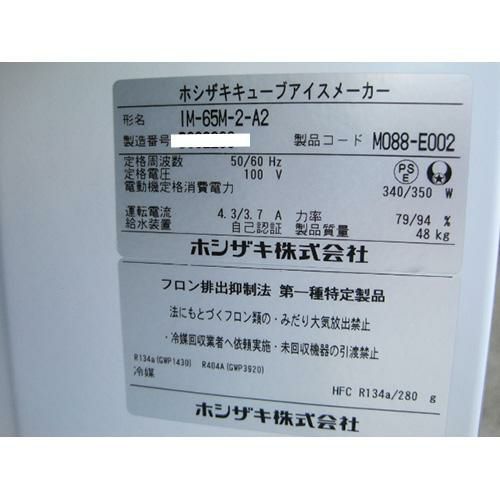 ホシザキキューブアイスメーカー
形名 IM-65M-2-A2
製造番号 製品コード M088-E002
定格周波数 50/60 Hz
定格電圧 100 V
電動機定格消費電力 340/350 W
PS E
運転電流 4.3/3.7 A 力率 79/94 %
給水装置 自己認証 製品質量 48 kg
ホシザキ株式会社
フロン排出抑制法 第一種特定製品
法にもとづくフロン類の・みだり大気放出禁止
・冷媒回収業者へ依頼実施・未回収機器の引渡禁止
R134a(GWP1430) R404A(GWP3920)
冷媒 HFC R134a/280 g
ホシザキ株式会社